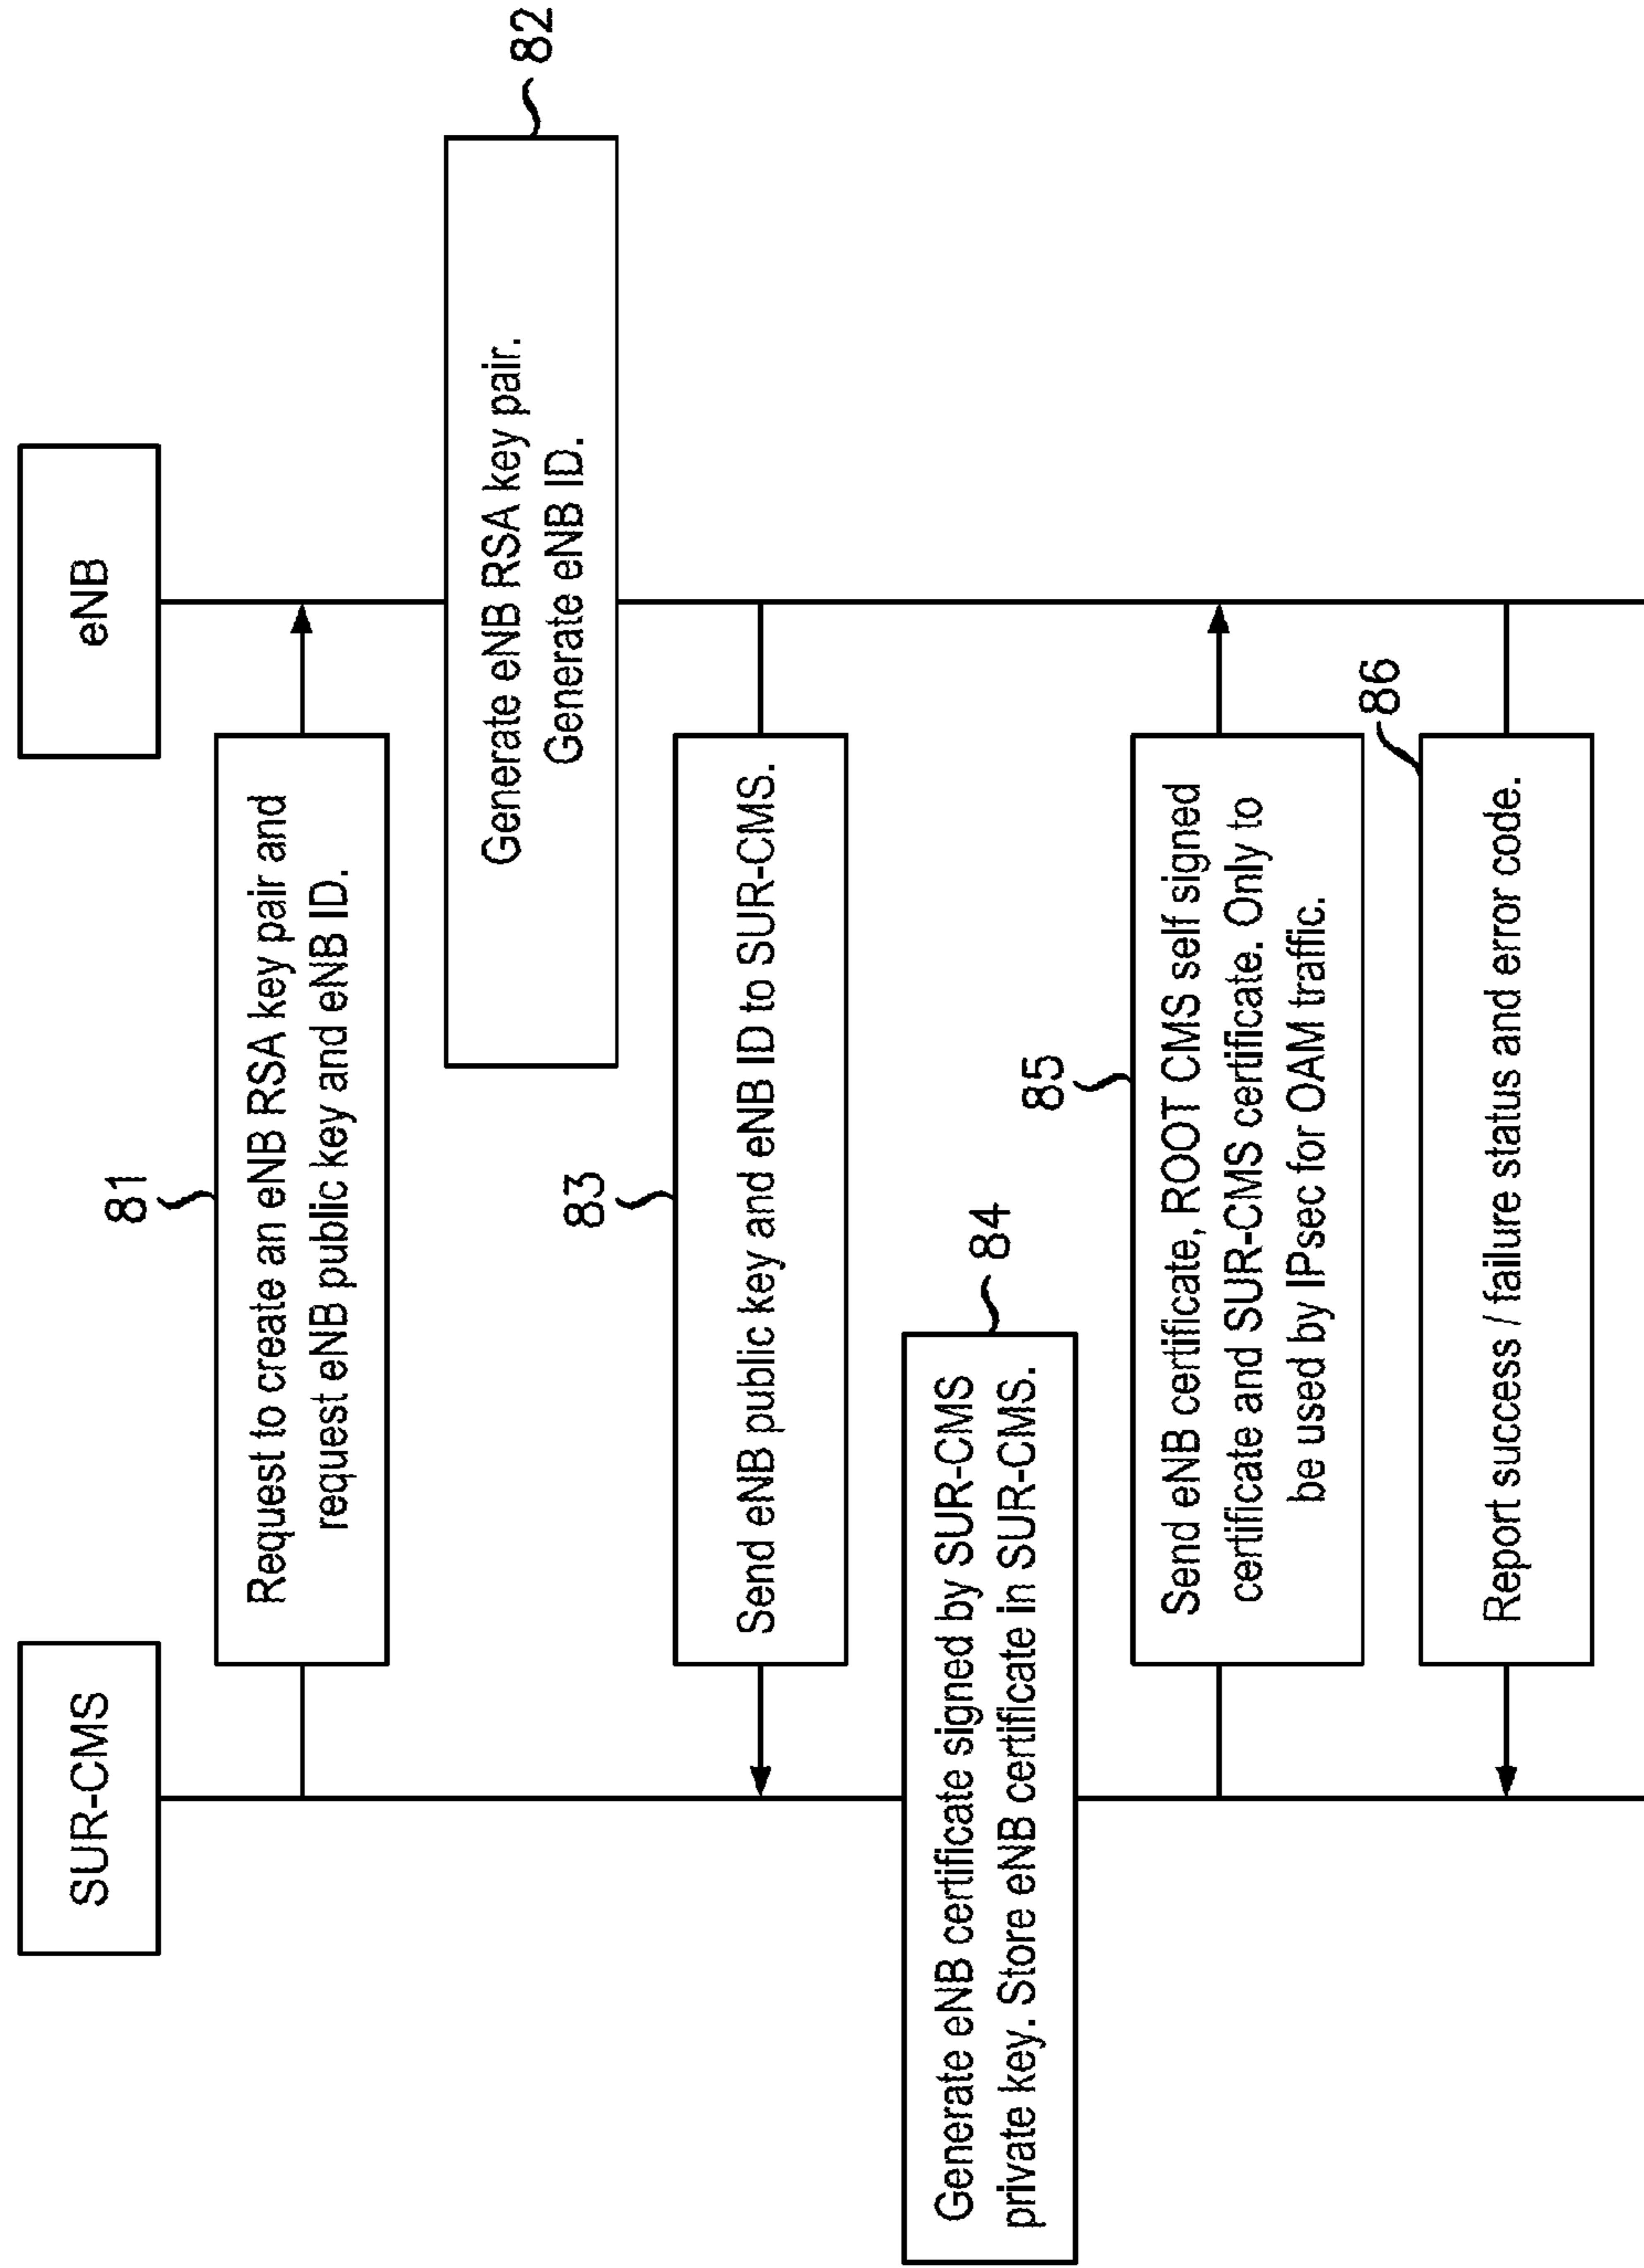 SUR-CMS
eNB
81
Request to create an eNB RSA key pair and
request eNB public key and eNB ID.
82
Generate eNB RSA key pair.
Generate eNB ID.
83
Send eNB public key and eNB ID to SUR-CMS.
84
Generate eNB certificate signed by SUR-CMS
private key. Store eNB certificate in SUR-CMS.
85
Send eNB certificate, ROOT CMS self signed
certificate and SUR-CMS certificate. Only to
be used by IPsec for OAM traffic.
86
Report success / failure status and error code.